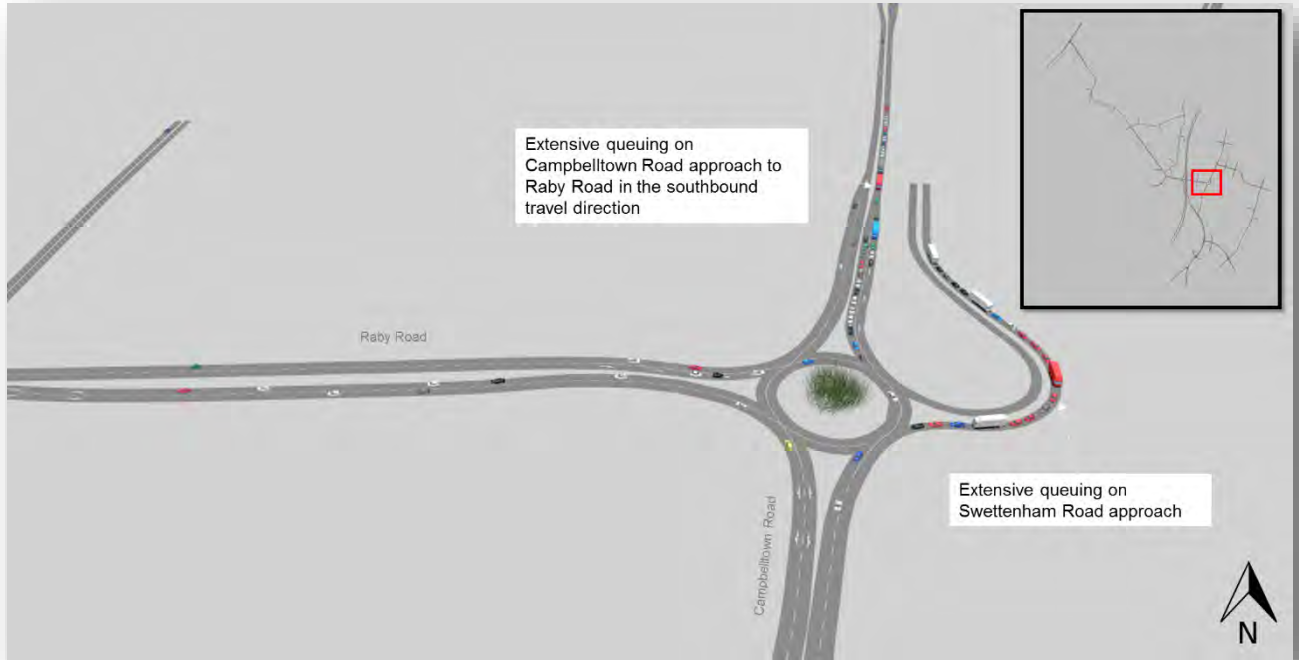 Extensive queuing on
Campbelltown Road approach to
Raby Road in the southbound
travel direction
Raby Road
Extensive queuing on
Swettenham Road approach
Campbelltown Road
N